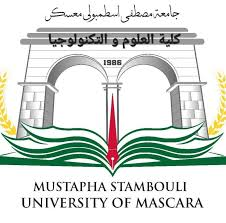 جامعة مصطفى اسطمبولي معسكر
كلية العلوم و التكنولوجيا
1986
MUSTAPHA STAMBOULI
UNIVERSITY OF MASCARA